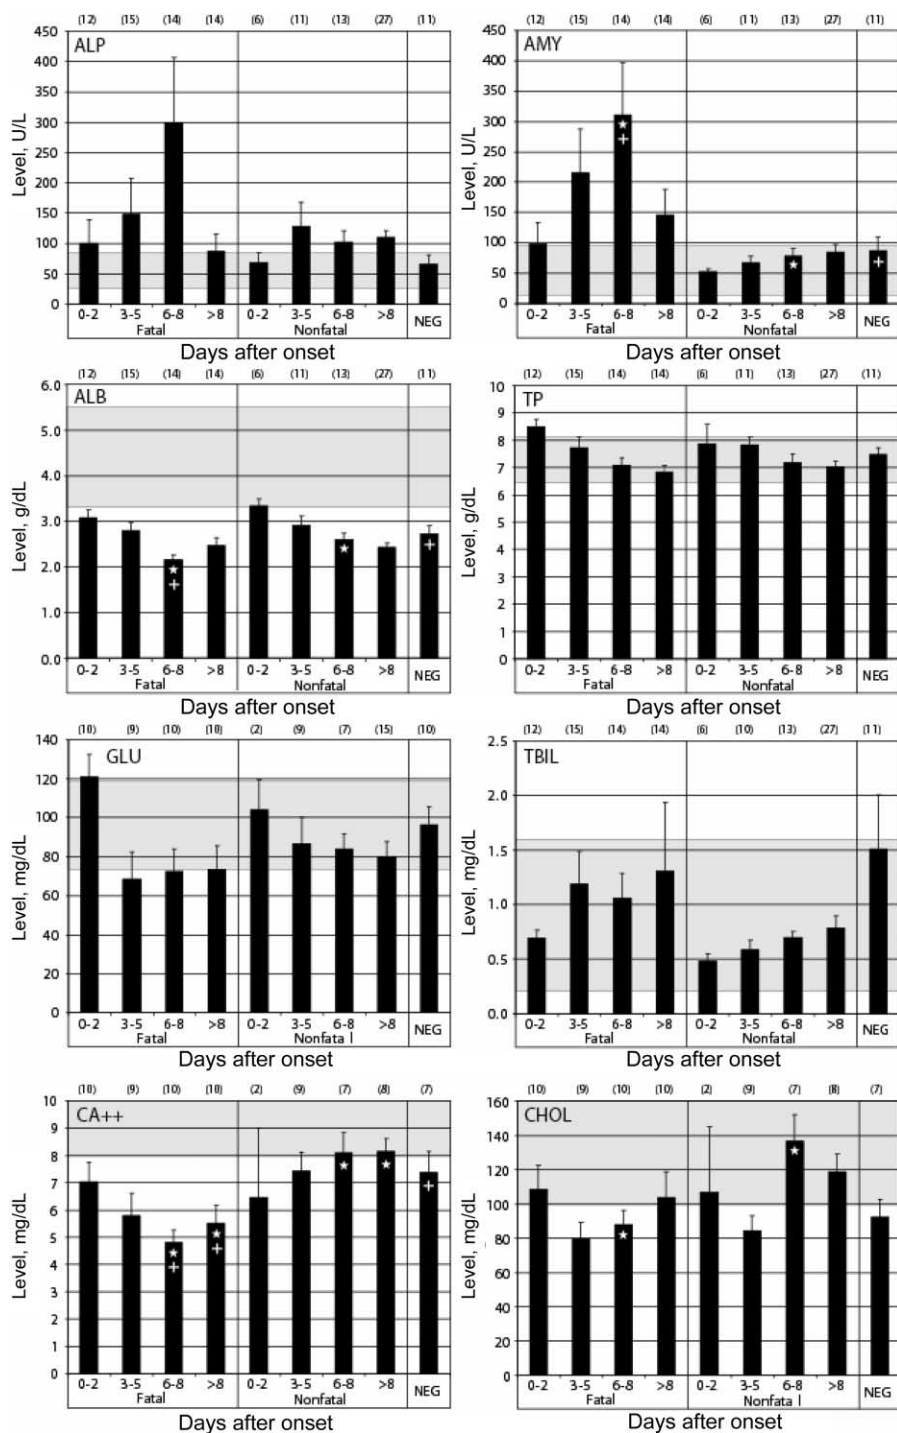 (12) (15) (14) (14) (6) (11) (13) (27) (11)
ALP
Level, U/L
450
400
350
300
250
200
150
100
50
0
0-2 3-5 6-8 >8 0-2 3-5 6-8 >8 NEG
Fatal Nonfatal
Days after onset
(12) (15) (14) (14) (6) (11) (13) (27) (11)
AMY
Level, U/L
450
400
350
300
250
200
150
100
50
0
0-2 3-5 6-8 >8 0-2 3-5 6-8 >8 NEG
Fatal Nonfatal
Days after onset
(12) (15) (14) (14) (6) (11) (13) (27) (11)
ALB
Level, g/dL
6.0
5.0
4.0
3.0
2.0
1.0
0.0
0-2 3-5 6-8 >8 0-2 3-5 6-8 >8 NEG
Fatal Nonfatal
Days after onset
(12) (15) (14) (14) (6) (11) (13) (27) (11)
TP
Level, g/dL
10
9
8
7
6
5
4
3
2
1
0
0-2 3-5 6-8 >8 0-2 3-5 6-8 >8 NEG
Fatal Nonfatal
Days after onset
(10) (9) (10) (10) (2) (9) (7) (15) (10)
GLU
Level, mg/dL
140
120
100
80
60
40
20
0
0-2 3-5 6-8 >8 0-2 3-5 6-8 >8 NEG
Fatal Nonfata l
Days after onset
(12) (15) (14) (14) (6) (10) (13) (27) (11)
TBIL
Level, mg/dL
2.5
2.0
1.5
1.0
0.5
0.0
0-2 3-5 6-8 >8 0-2 3-5 6-8 >8 NEG
Fatal Nonfatal
Days after onset
(10) (9) (10) (10) (2) (9) (7) (8) (7)
CA++
Level, mg/dL
10
9
8
7
6
5
4
3
2
1
0
0-2 3-5 6-8 >8 0-2 3-5 6-8 >8 NEG
Fatal Nonfatal
Days after onset
(10) (9) (10) (10) (2) (9) (7) (8) (7)
CHOL
Level, mg/dL
160
140
120
100
80
60
40
20
0
0-2 3-5 6-8 >8 0-2 3-5 6-8 >8 NEG
Fatal Nonfata l
Days after onset